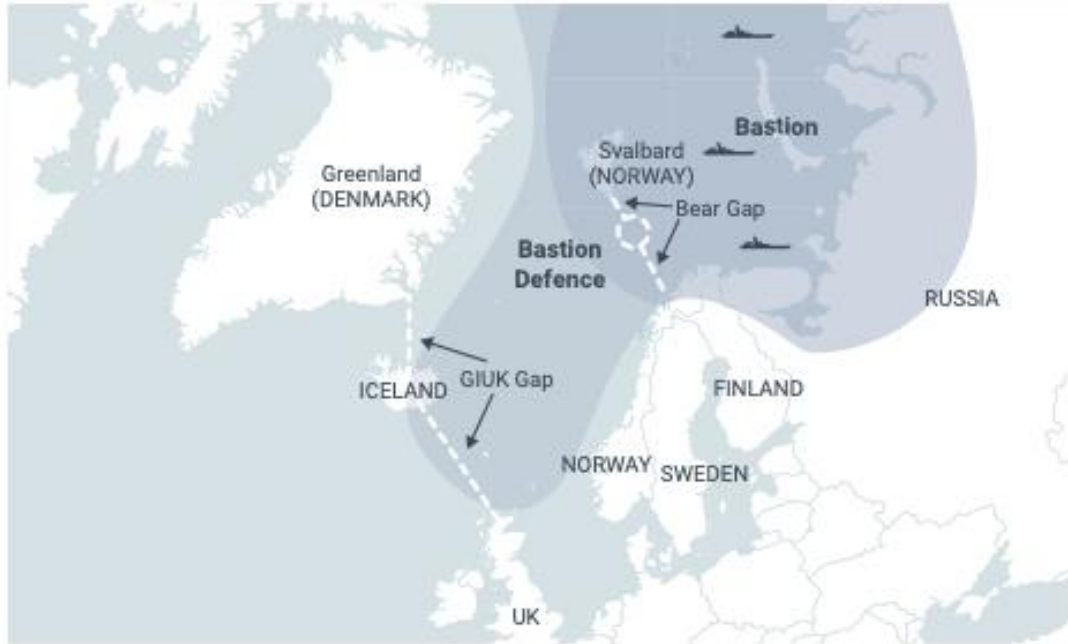 Bastion
Svalbard
(NORWAY)
Greenland
(DENMARK)
Bear Gap
Bastion
Defence
RUSSIA
ICELAND
GIUK Gap
FINLAND
NORWAY
SWEDEN
UK